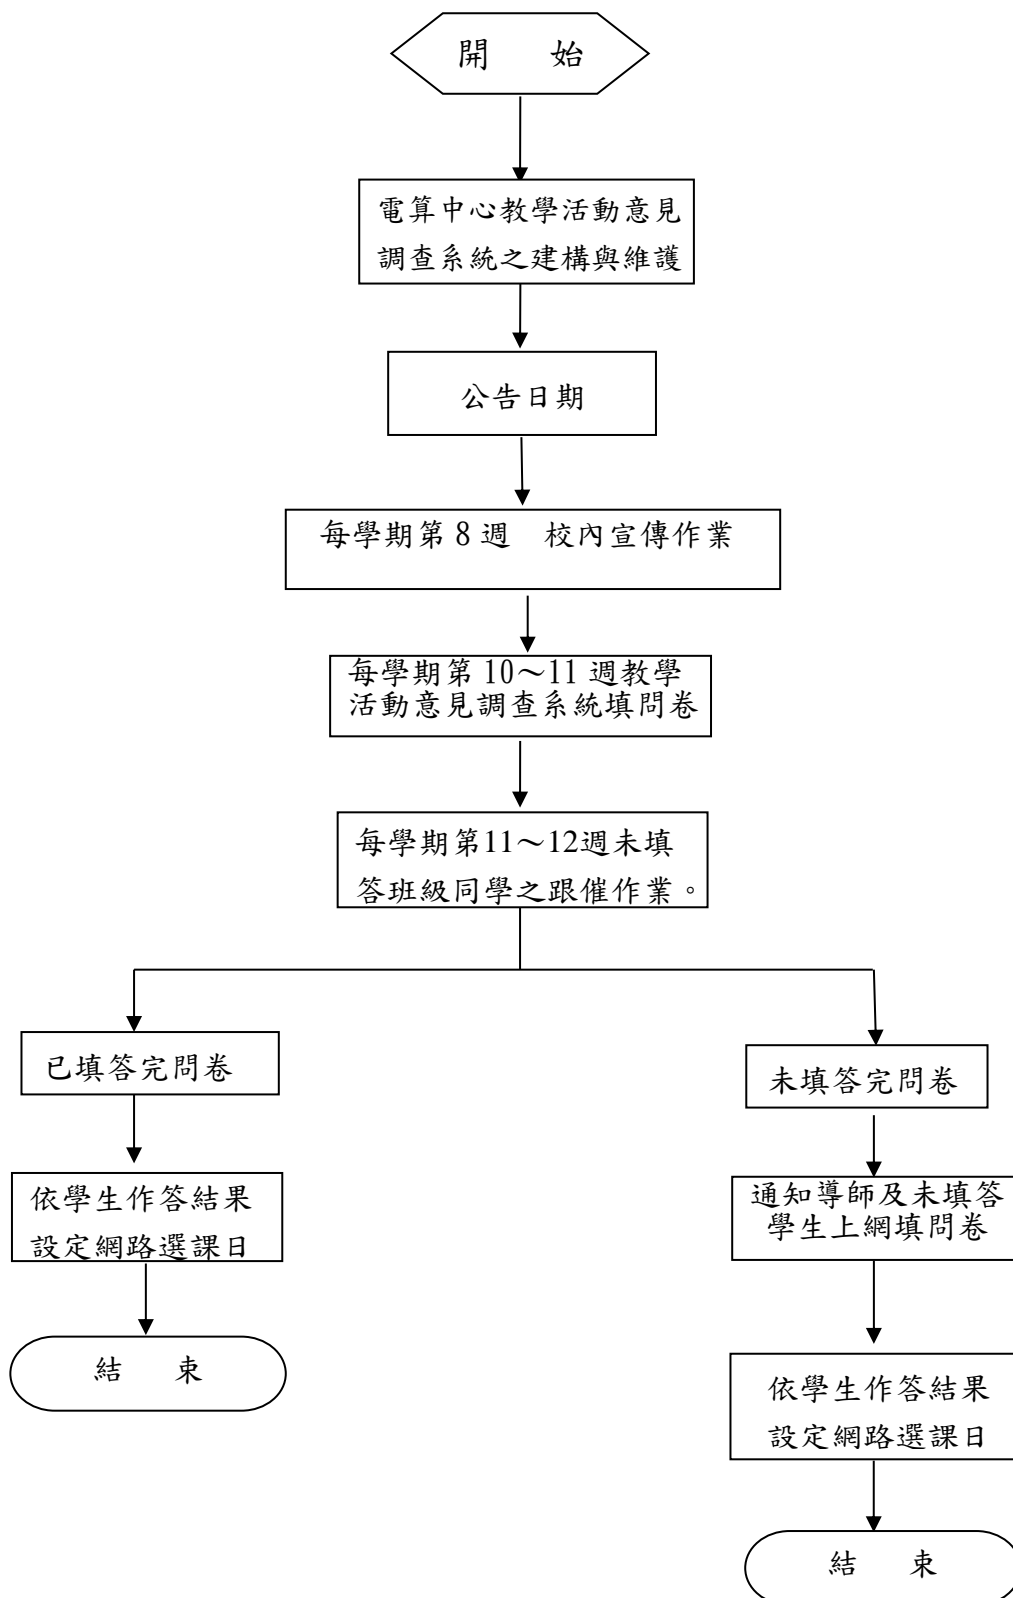 開　始
電算中心教學活動意見
調查系統之建構與維護
公告日期
每學期第8週　校內宣傳作業
每學期第10～11週教學
活動意見調查系統填問卷
每學期第11～12週未填
答班級同學之跟催作業。
已填答完問卷
依學生作答結果
設定網路選課日
結　束
未填答完問卷
通知導師及未填答
學生上網填問卷
依學生作答結果
設定網路選課日
結　束